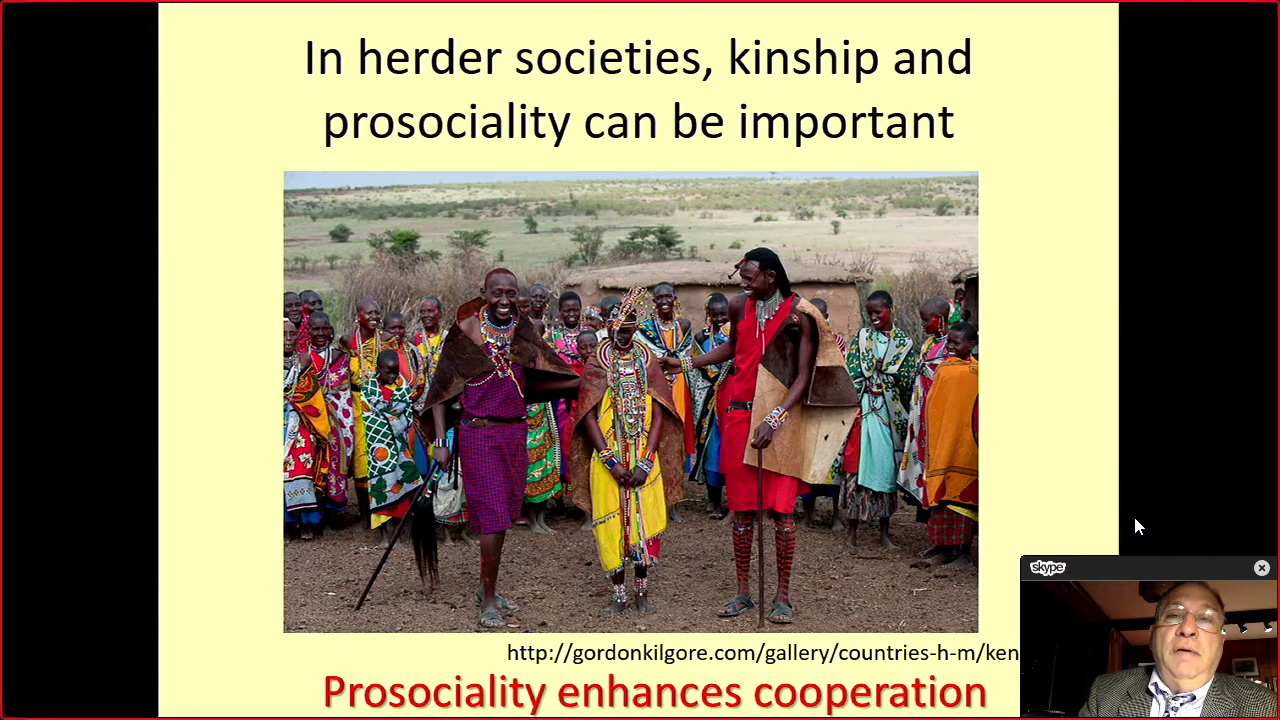 In herder societies, kinship and
prosociality can be important
skype
http://gordonkilgore.com/gallery/countries-h-m/ken
Prosociality enhances cooperation